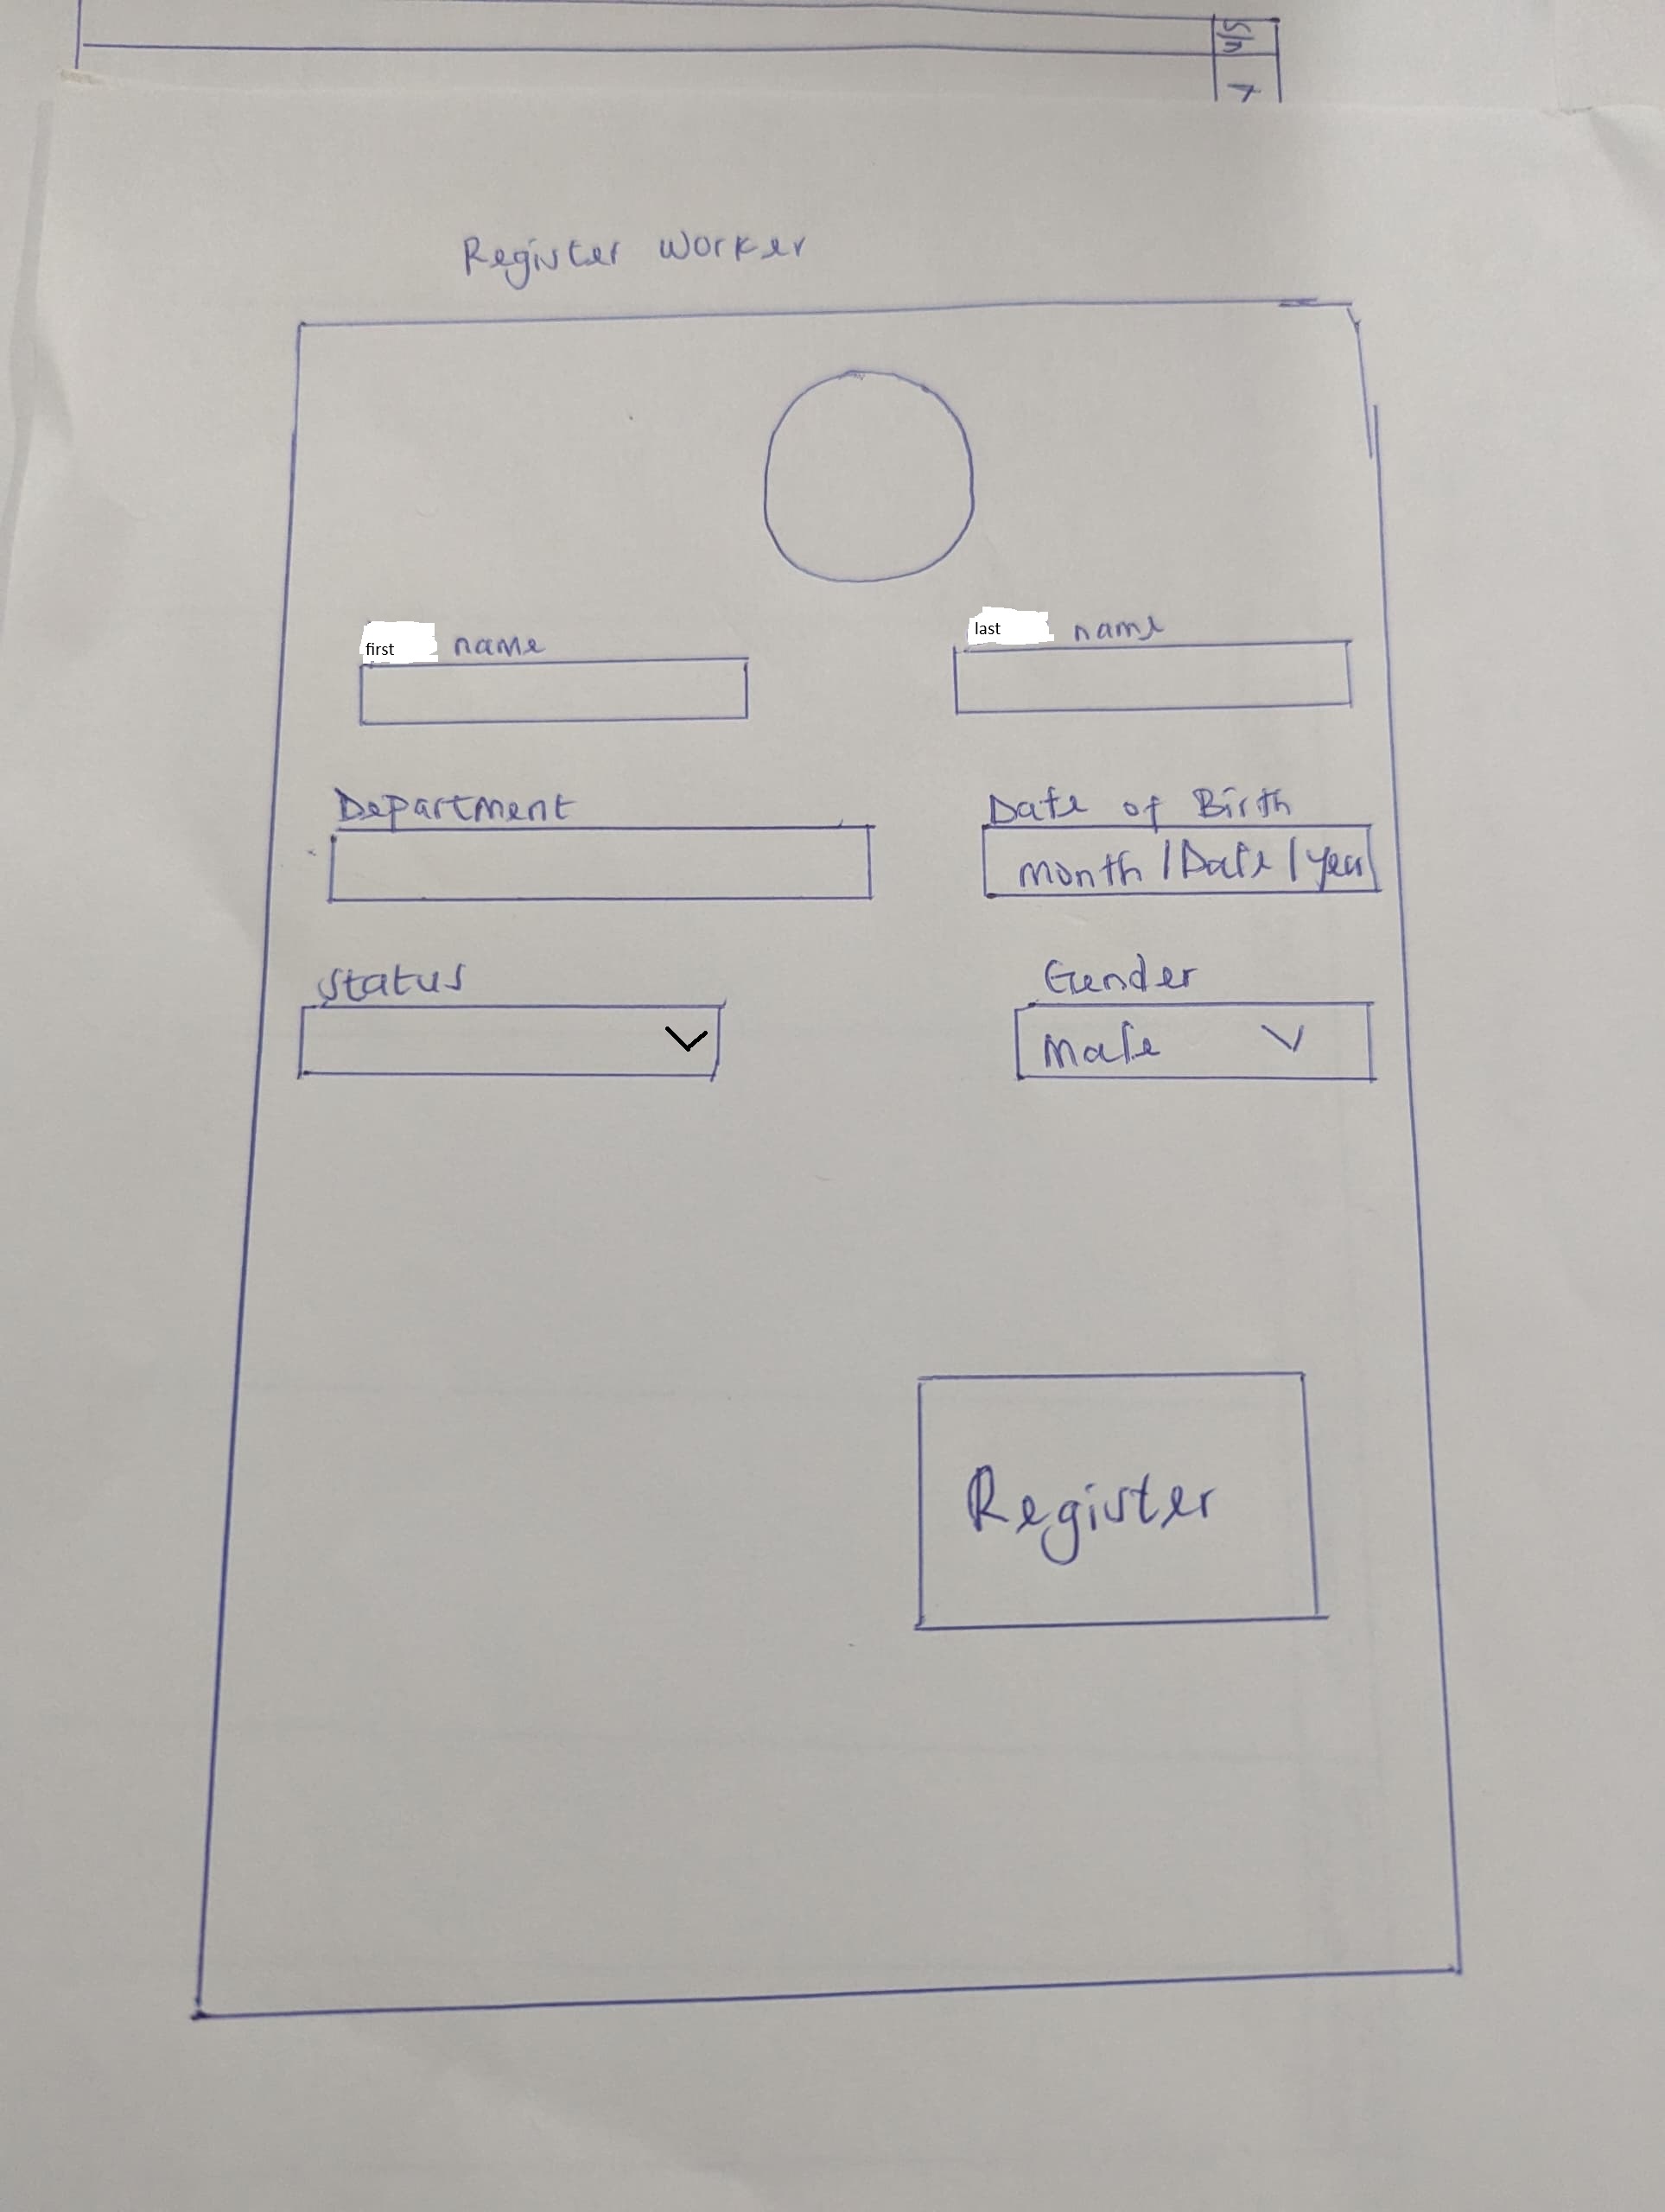 S/n
Register Worker
first name
last name
Department
Date of Birth
month / Date / year
Status
Gender
Male
Register